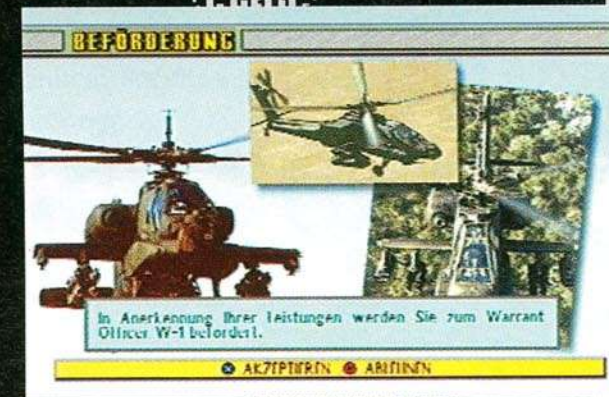 BEFÖRDERUNG
In Anerkennung Ihrer Leistungen werden Sie zum Warrant
Officer W-1 befördert.
AKZEPTIEREN ABLEHNEN